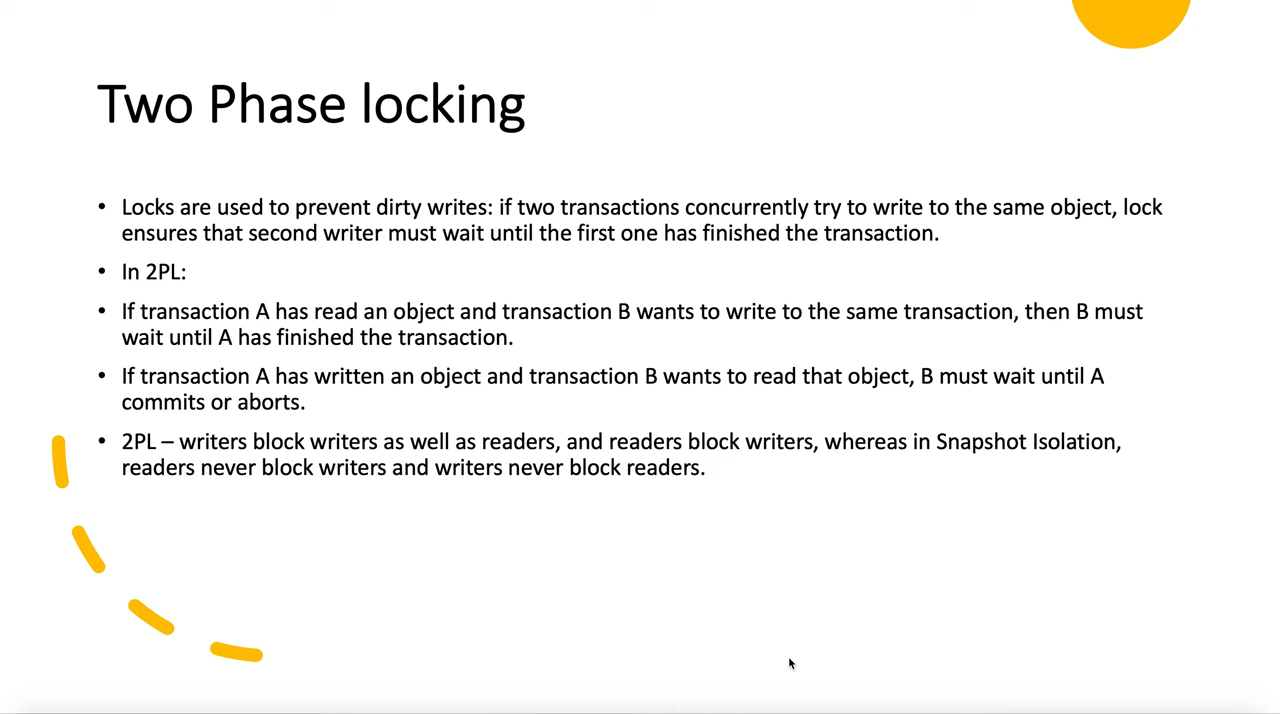 Two Phase locking
• Locks are used to prevent dirty writes: if two transactions concurrently try to write to the same object, lock
ensures that second writer must wait until the first one has finished the transaction.
• In 2PL:
• If transaction A has read an object and transaction B wants to write to the same transaction, then B must
wait until A has finished the transaction.
• If transaction A has written an object and transaction B wants to read that object, B must wait until A
commits or aborts.
• 2PL – writers block writers as well as readers, and readers block writers, whereas in Snapshot Isolation,
readers never block writers and writers never block readers.